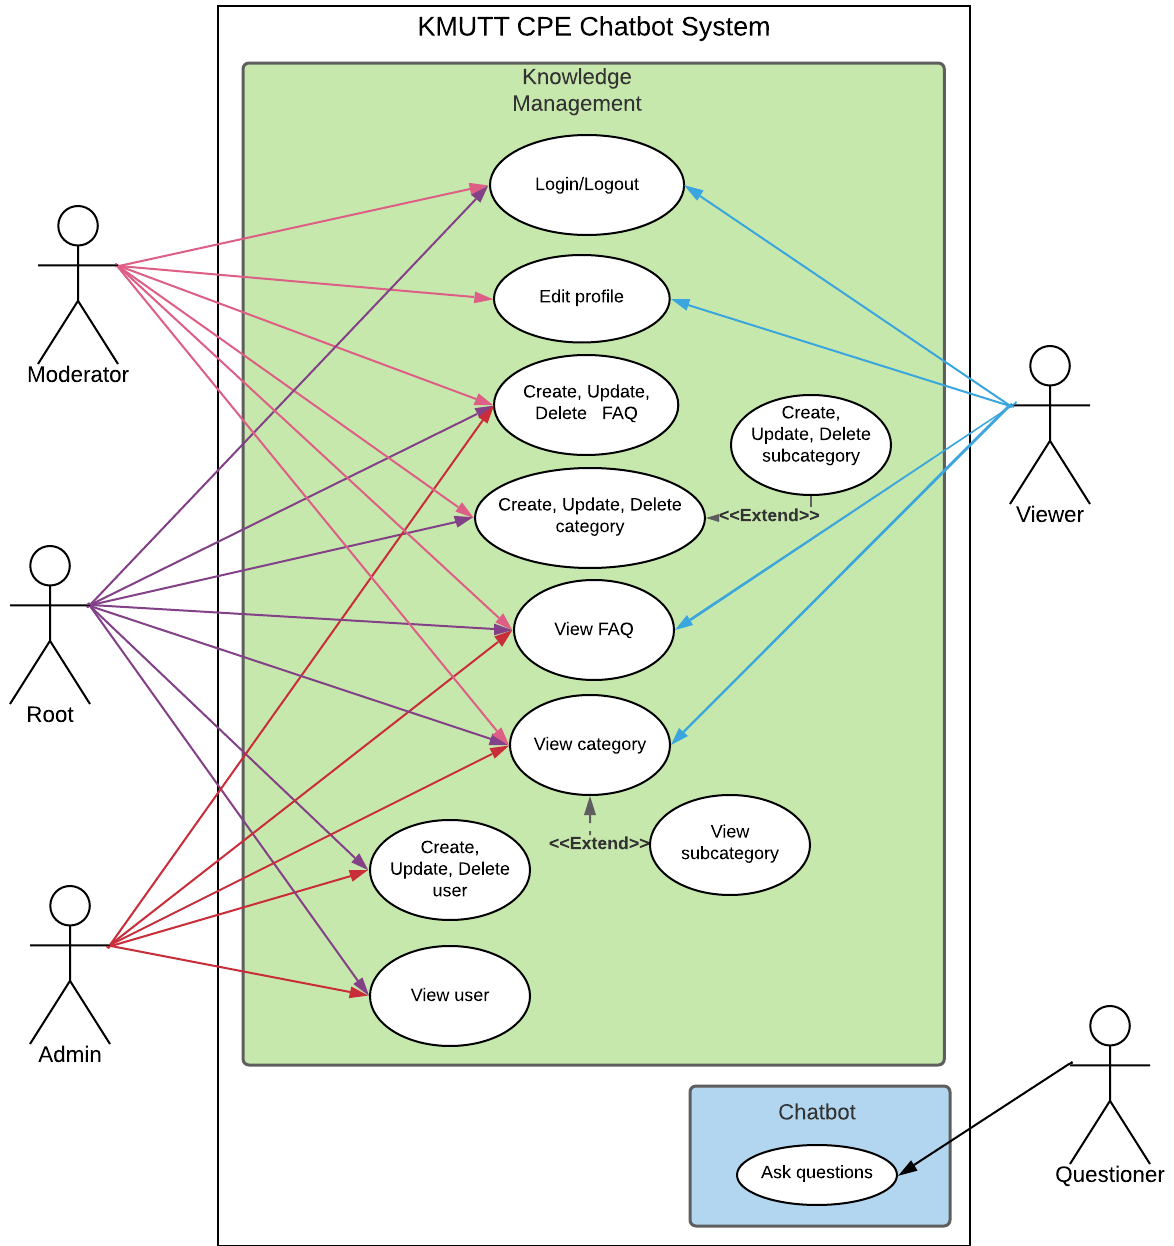 KMUTT CPE Chatbot System
Knowledge
Management
Login/Logout
Edit profile
Moderator
Create, Update,
Delete FAQ
Create,
Update, Delete
subcategory
Create, Update, Delete
category
<<Extend>>
Viewer
View FAQ
Root
View category
<<Extend>>
View
subcategory
Create,
Update, Delete
user
View user
Admin
Chatbot
Ask questions
Questioner